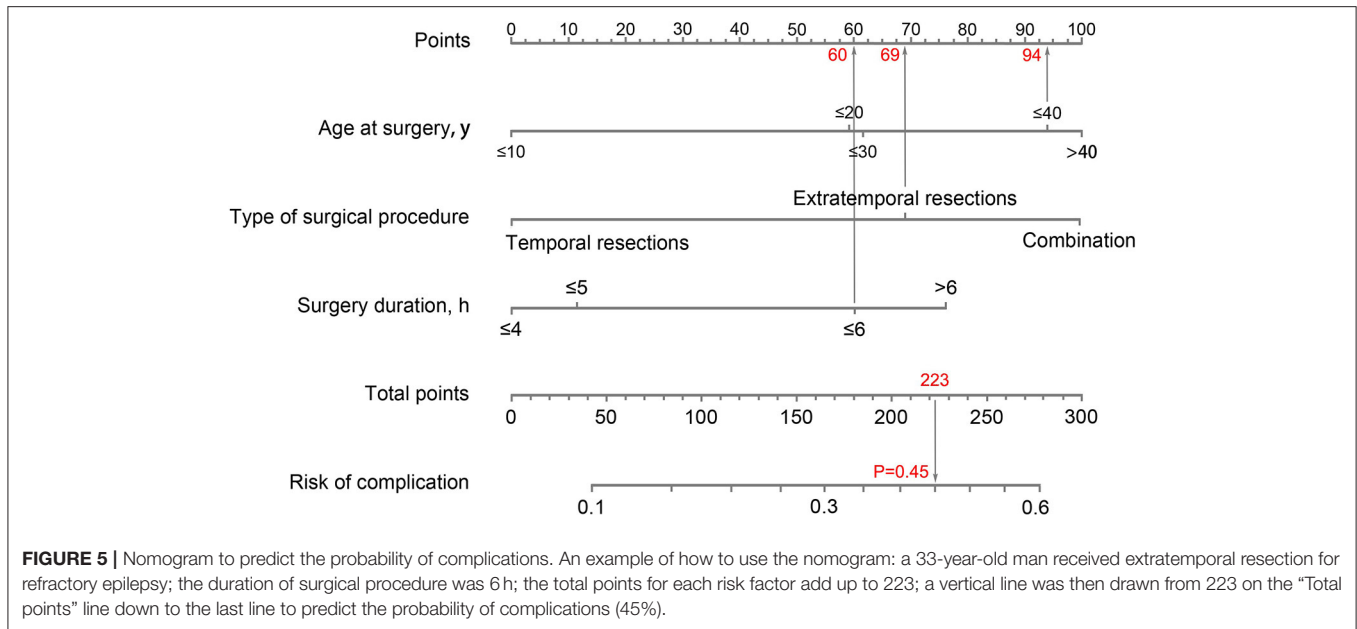 Points 0 10 20 30 40 50 60 70 80 90 100
60 69 94
≤20 ≤40
Age at surgery, y
≤10 ≤30 >40
Extratemporal resections
Type of surgical procedure
Temporal resections Combination
≤5 >6
Surgery duration, h
≤4 ≤6
223
Total points
0 50 100 150 200 250 300
P=0.45
Risk of complication
0.1 0.3 0.6
FIGURE 5 | Nomogram to predict the probability of complications. An example of how to use the nomogram: a 33-year-old man received extratemporal resection for
refractory epilepsy; the duration of surgical procedure was 6 h; the total points for each risk factor add up to 223; a vertical line was then drawn from 223 on the “Total
points” line down to the last line to predict the probability of complications (45%).